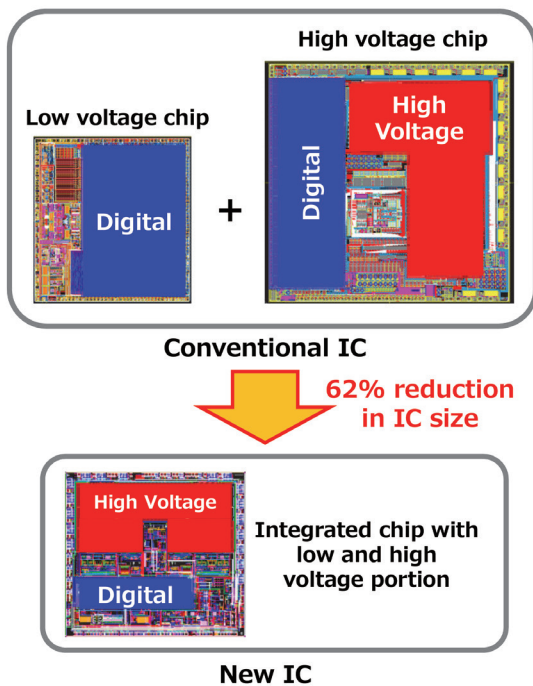 High voltage chip
Low voltage chip
High
Voltage
Digital
Digital
+
Conventional IC
62% reduction
in IC size
High Voltage
Digital
Integrated chip with
low and high
voltage portion
New IC